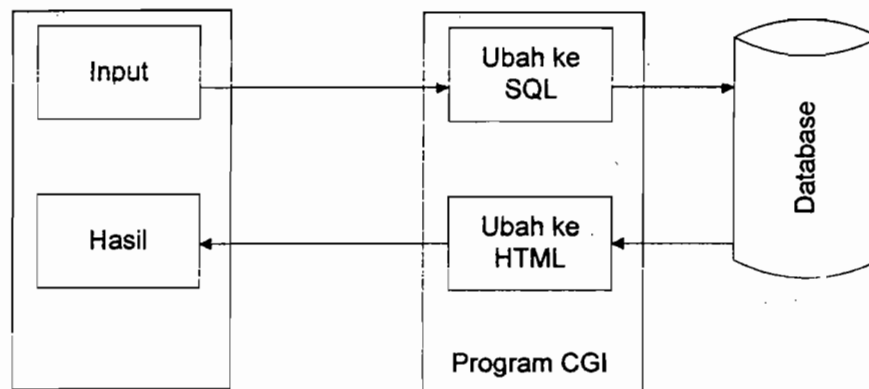 Input
Ubah ke
SQL
Database
Hasil
Ubah ke
HTML
Program CGI